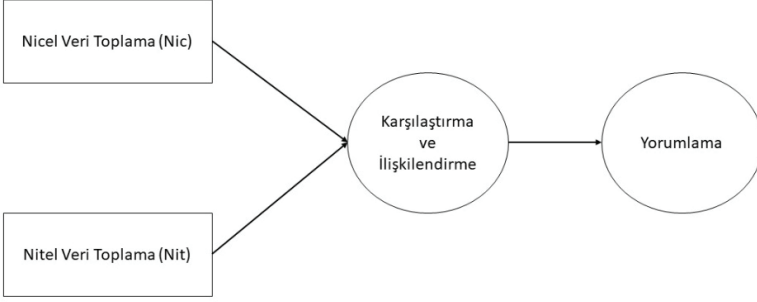 Nicel Veri Toplama (Nic)
Karşılaştırma
ve
İlişkilendirme
Yorumlama
Nitel Veri Toplama (Nit)